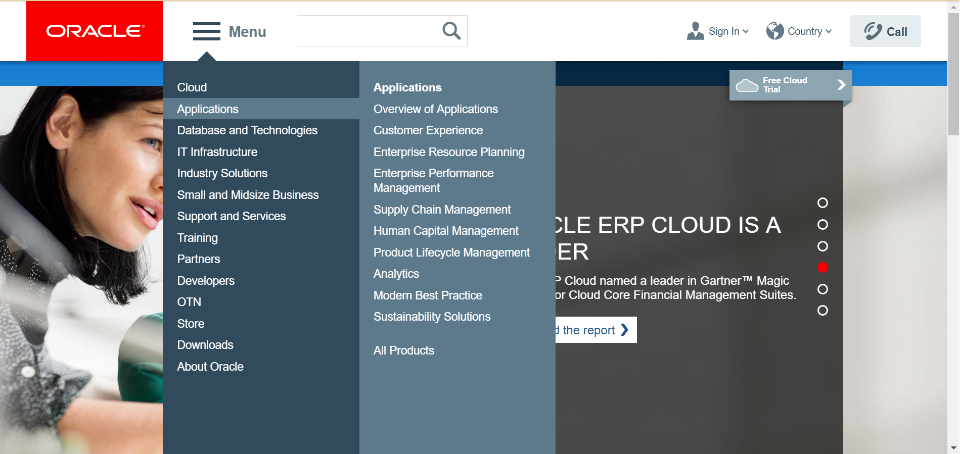 ORACLE
Menu
Sign In
Country
Call
Free Cloud
Trial
Cloud
Applications
Database and Technologies
IT Infrastructure
Industry Solutions
Small and Midsize Business
Support and Services
Training
Partners
Developers
OTN
Store
Downloads
About Oracle
Applications
Overview of Applications
Customer Experience
Enterprise Resource Planning
Enterprise Performance
Management
Supply Chain Management
Human Capital Management
Product Lifecycle Management
Analytics
Modern Best Practice
Sustainability Solutions
All Products
CLE ERP CLOUD IS A
DER
P Cloud named a leader in Gartner™ Magic
or Cloud Core Financial Management Suites.
d the report